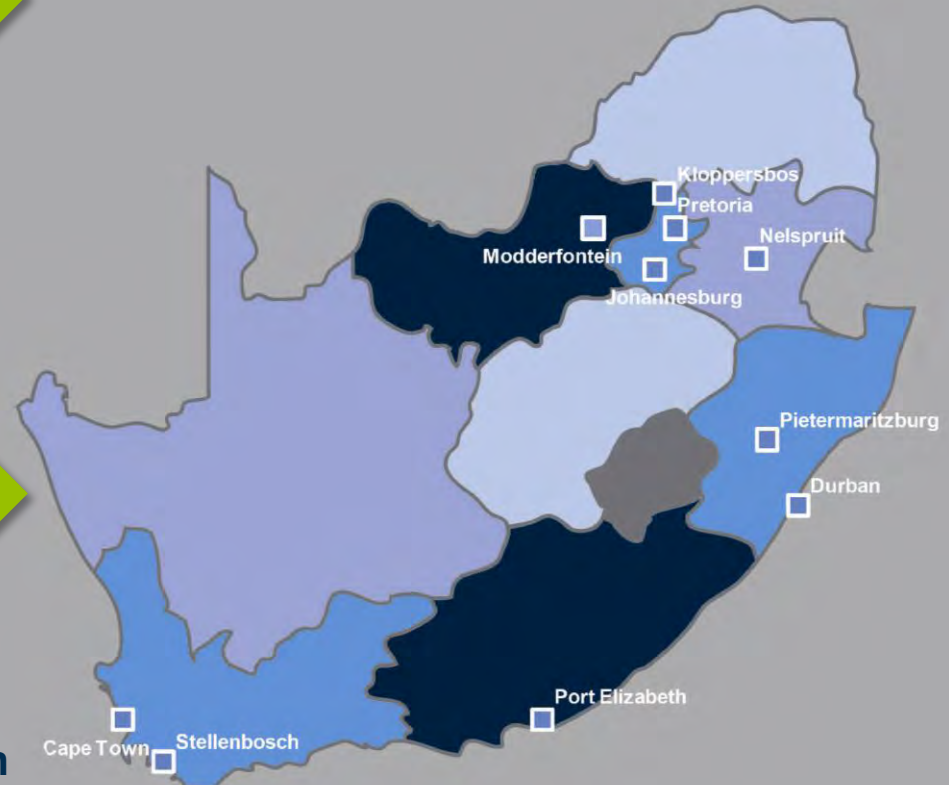 Kloppersbos
Pretoria
Nelspruit
Modderfontein
Johannesburg
Pietermaritzburg
Durban
Port Elizabeth
Cape Town
Stellenbosch